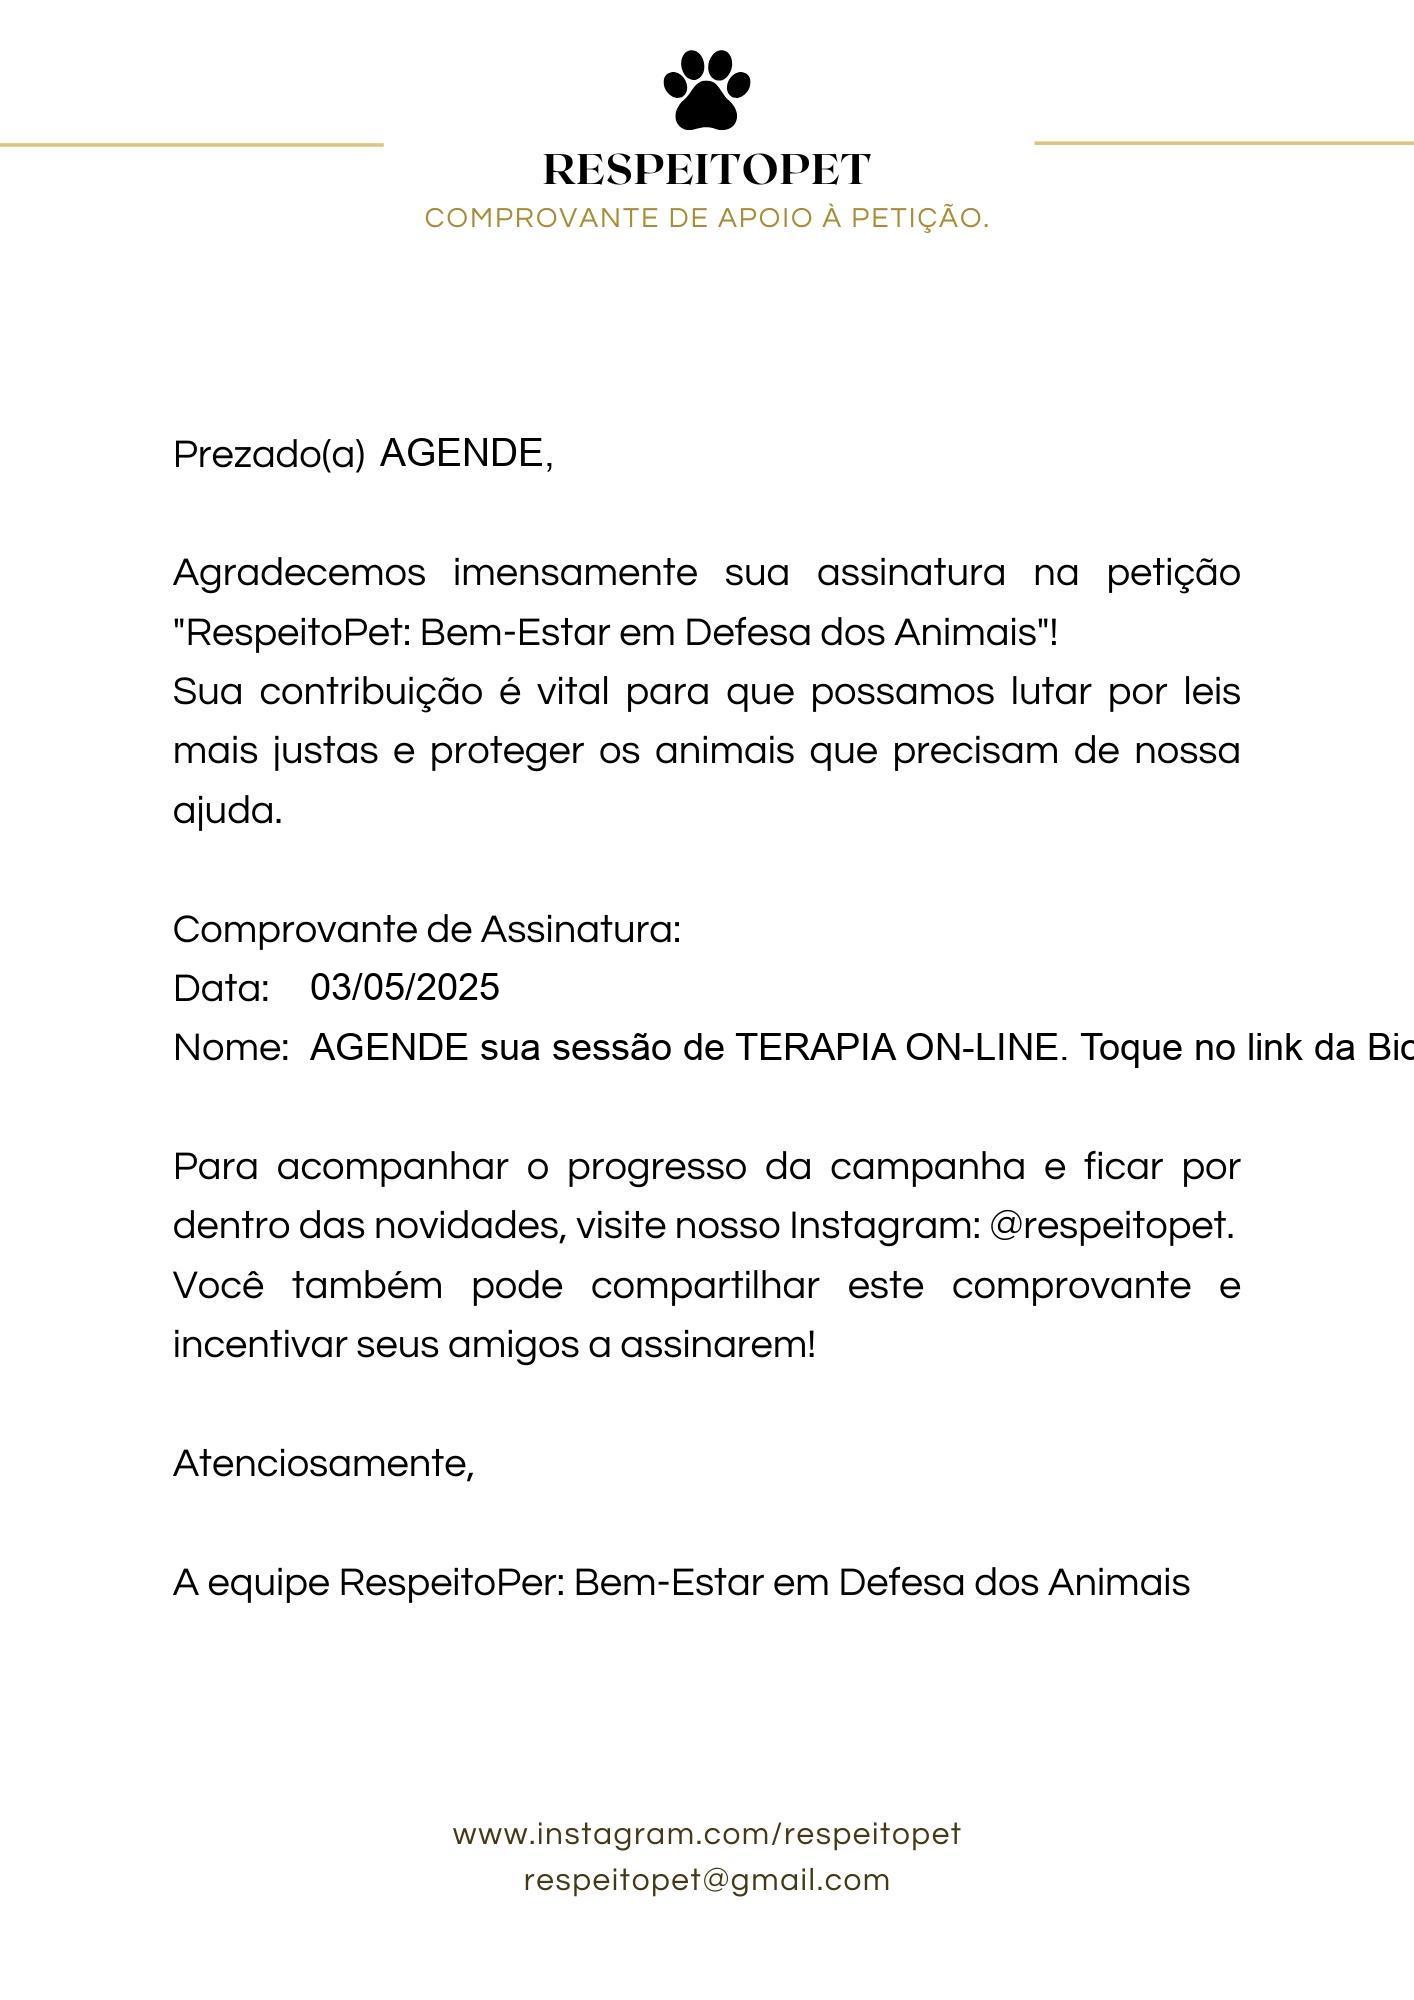 RESPEITOPET
COMPROVANTE DE APOIO À PETIÇÃO.
Prezado(a) AGENDE,
Agradecemos imensamente sua assinatura na petição
"RespeitoPet: Bem-Estar em Defesa dos Animais"!
Sua contribuição é vital para que possamos lutar por leis
mais justas e proteger os animais que precisam de nossa
ajuda.
Comprovante de Assinatura:
Data: 03/05/2025
Nome: AGENDE sua sessão de TERAPIA ON-LINE. Toque no link da
Para acompanhar o progresso da campanha e ficar por
dentro das novidades, visite nosso Instagram: @respeitopet.
Você também pode compartilhar este comprovante e
incentivar seus amigos a assinarem!
Atenciosamente,
A equipe RespeitoPer: Bem-Estar em Defesa dos Animais
www.instagram.com/respeitopet
respeitopet@gmail.com